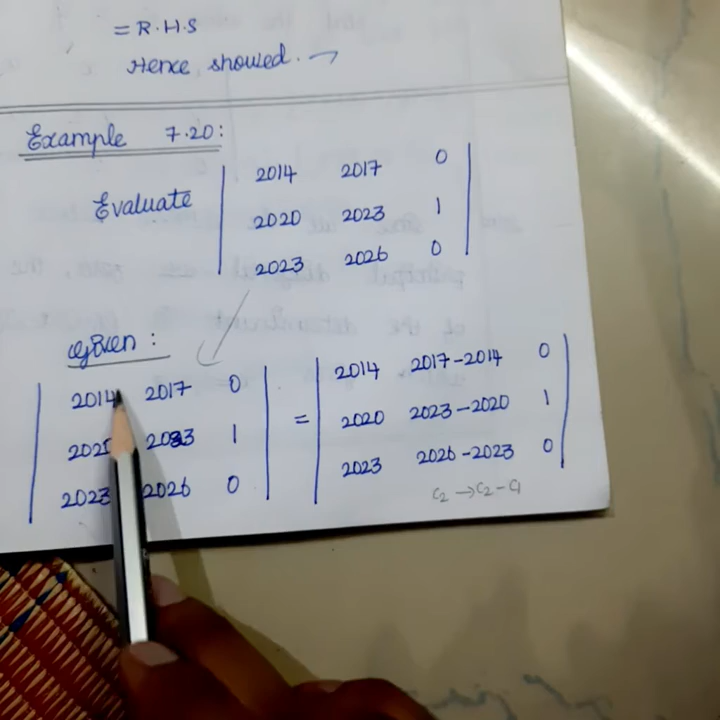 = R.H.S
Hence showed.
Example 7.20:
Evaluate
2014 2017 0
2020 2023 1
2023 2026 0
Given :
2014 2017 0 = 2014 2017-2014 0
202 2023 1 2020 2023-2020 1
2023 2026 0 2023 2026-2023 0
C2 → C2 - C1